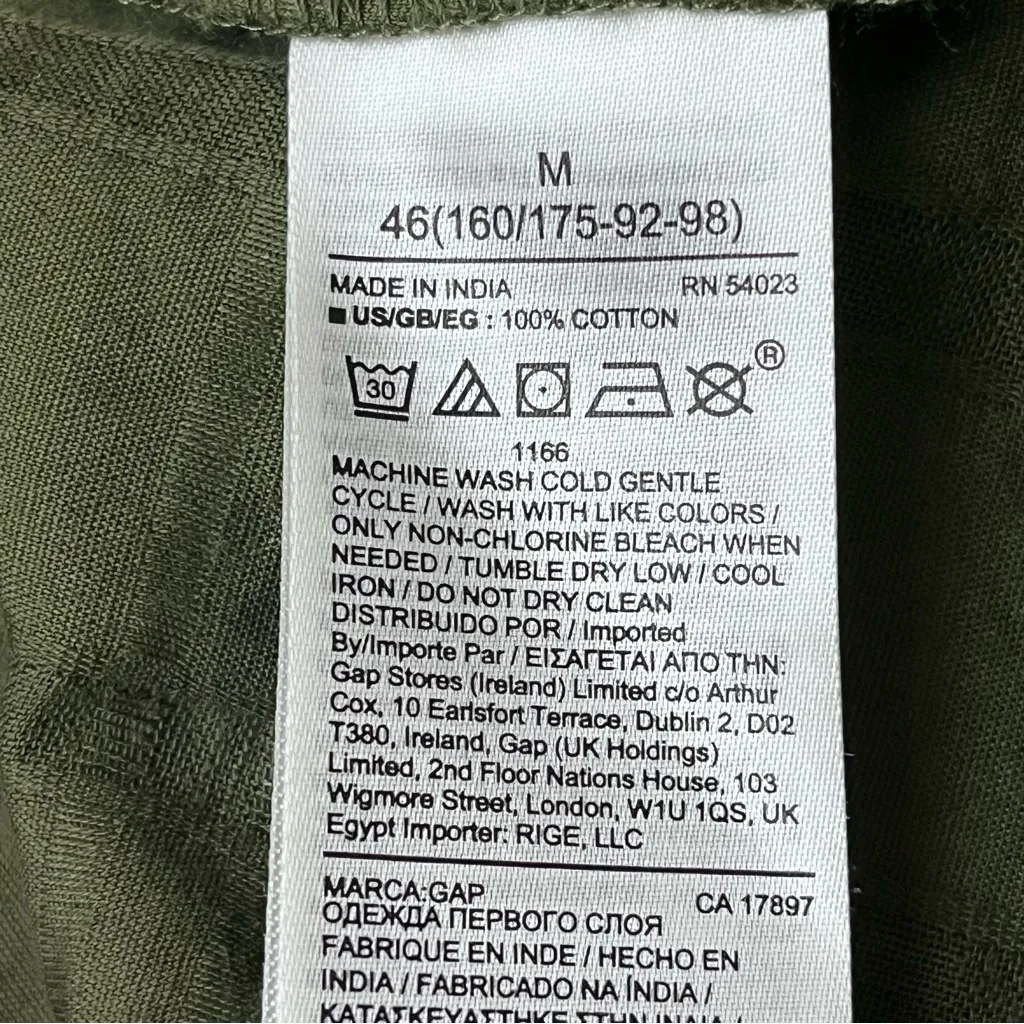 M
46(160/175-92-98)
MADE IN INDIA RN 54023
US/GB/EG : 100% COTTON
30 ®
1166
MACHINE WASH COLD GENTLE
CYCLE / WASH WITH LIKE COLORS /
ONLY NON-CHLORINE BLEACH WHEN
NEEDED / TUMBLE DRY LOW / COOL
IRON / DO NOT DRY CLEAN
DISTRIBUIDO POR / Imported
By/Importe Par / ΕΙΣΑΓΕΤΑΙ ΑΠΟ ΤΗΝ:
Gap Stores (Ireland) Limited c/o Arthur
Cox, 10 Earlsfort Terrace, Dublin 2, D02
T380, Ireland, Gap (UK Holdings)
Limited, 2nd Floor Nations House, 103
Wigmore Street, London, W1U 1QS, UK
Egypt Importer: RIGE, LLC
MARCA:GAP CA 17897
ОДЕЖДА ПЕРВОГО СЛОЯ
FABRIQUE EN INDE / HECHO EN
INDIA / FABRICADO NA ÍNDIA /
ΚΑΤΑΣΚΕΥΑΣΤΗΚΕ ΣΤΗΝ ΙΝΔΙΑ /